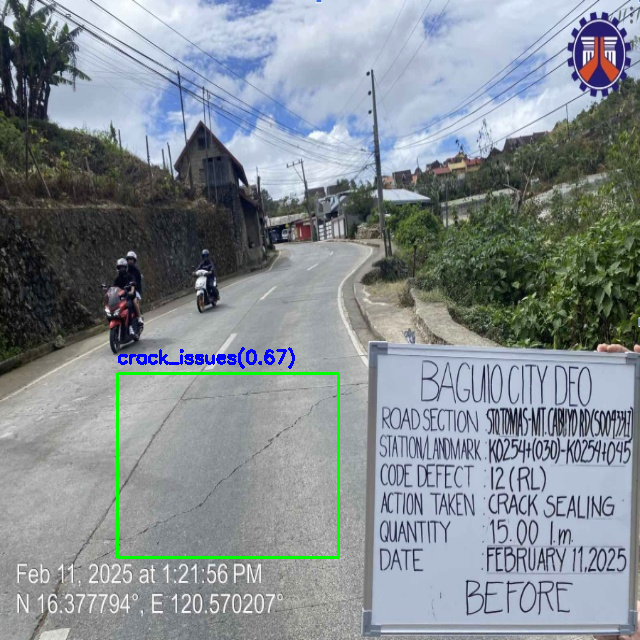 crack_issues(0.67)
BAGUIO CITY DEO
ROAD SECTION : STO.TOMAS-MT.CABUYO RD
STATION/LANDMARK : K0254+(030)-K0254+045
CODE DEFECT : 12 (RL)
ACTION TAKEN : CRACK SEALING
QUANTITY : 15.00 l.m.
DATE : FEBRUARY 11, 2025
BEFORE
Feb 11, 2025 at 1:21:56 PM
N 16.377794°, E 120.570207°